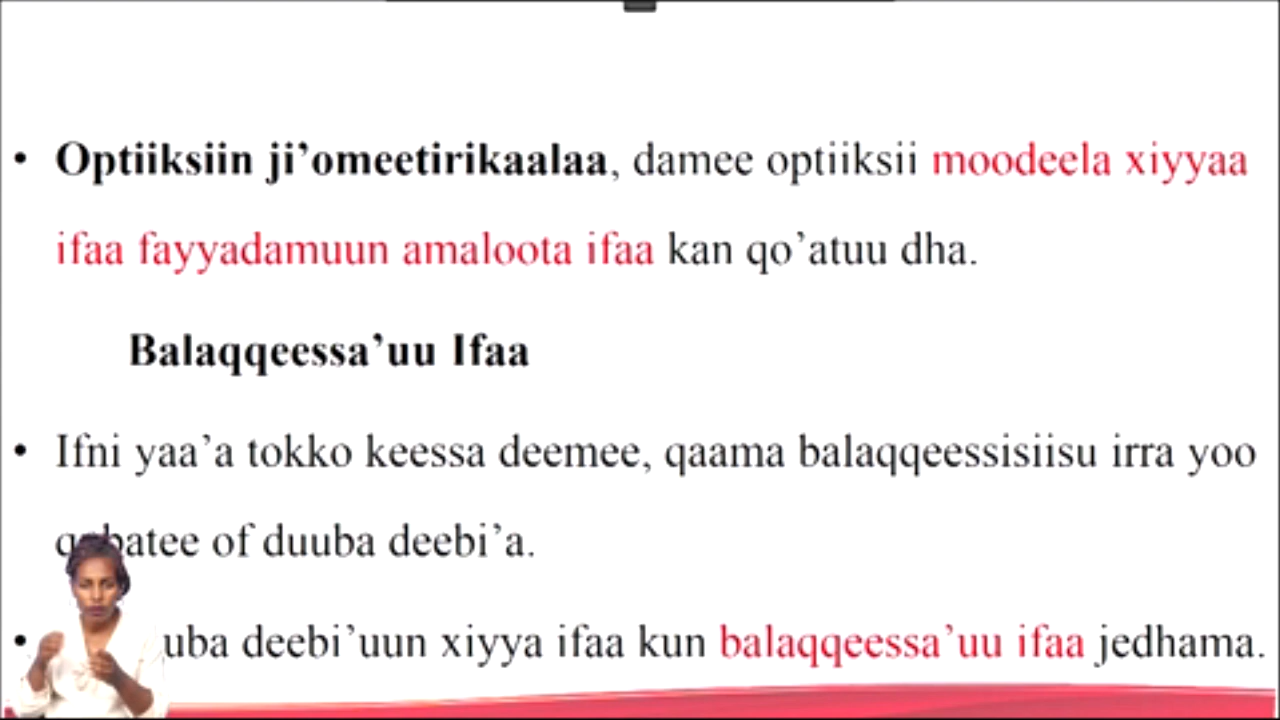 • Optiiksiin ji’omeetirikaalaa, damee optiiksii moodeela xiyyaa
ifaa fayyadamuun amaloota ifaa kan qo’atuu dha.
Balaqqeessa’uu Ifaa
• Ifni yaa’a tokko keessa deemee, qaama balaqqeessisiisu irra yoo
of duuba deebi’a.
• deebi’uun xiyya ifaa kun balaqqeessa’uu ifaa jedhama.